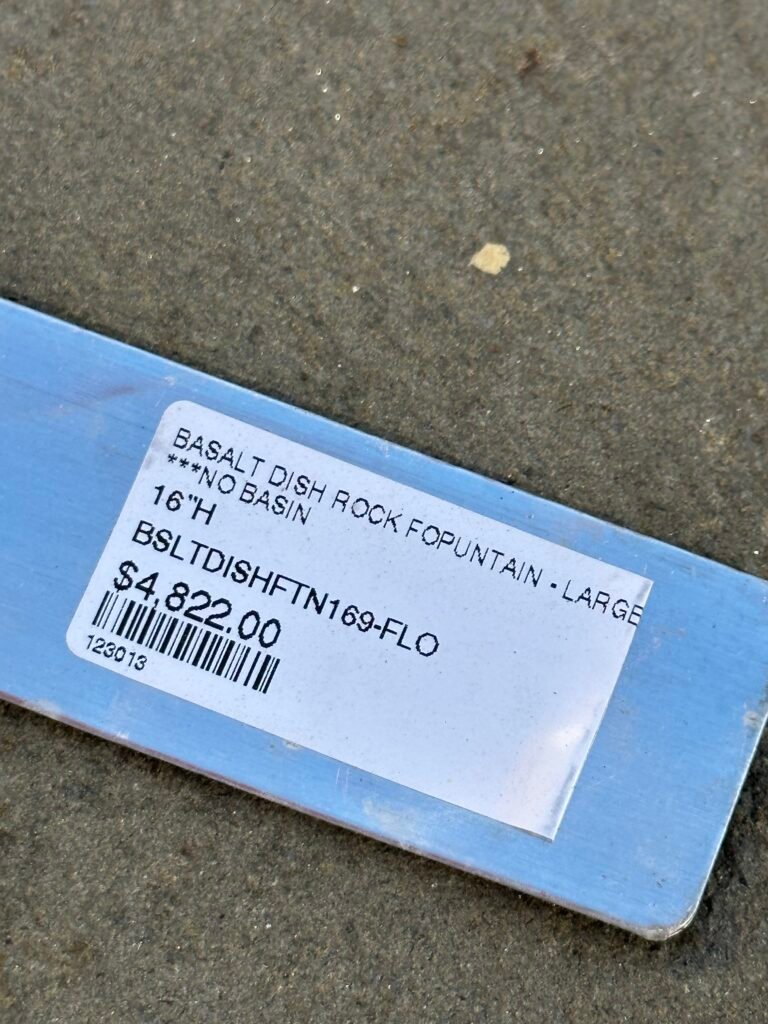 BASALT DISH ROCK FOPUNTAIN - LARGE
***NO BASIN
16"H
BSLTDISHFTN169-FLO
$4,822.00
123013